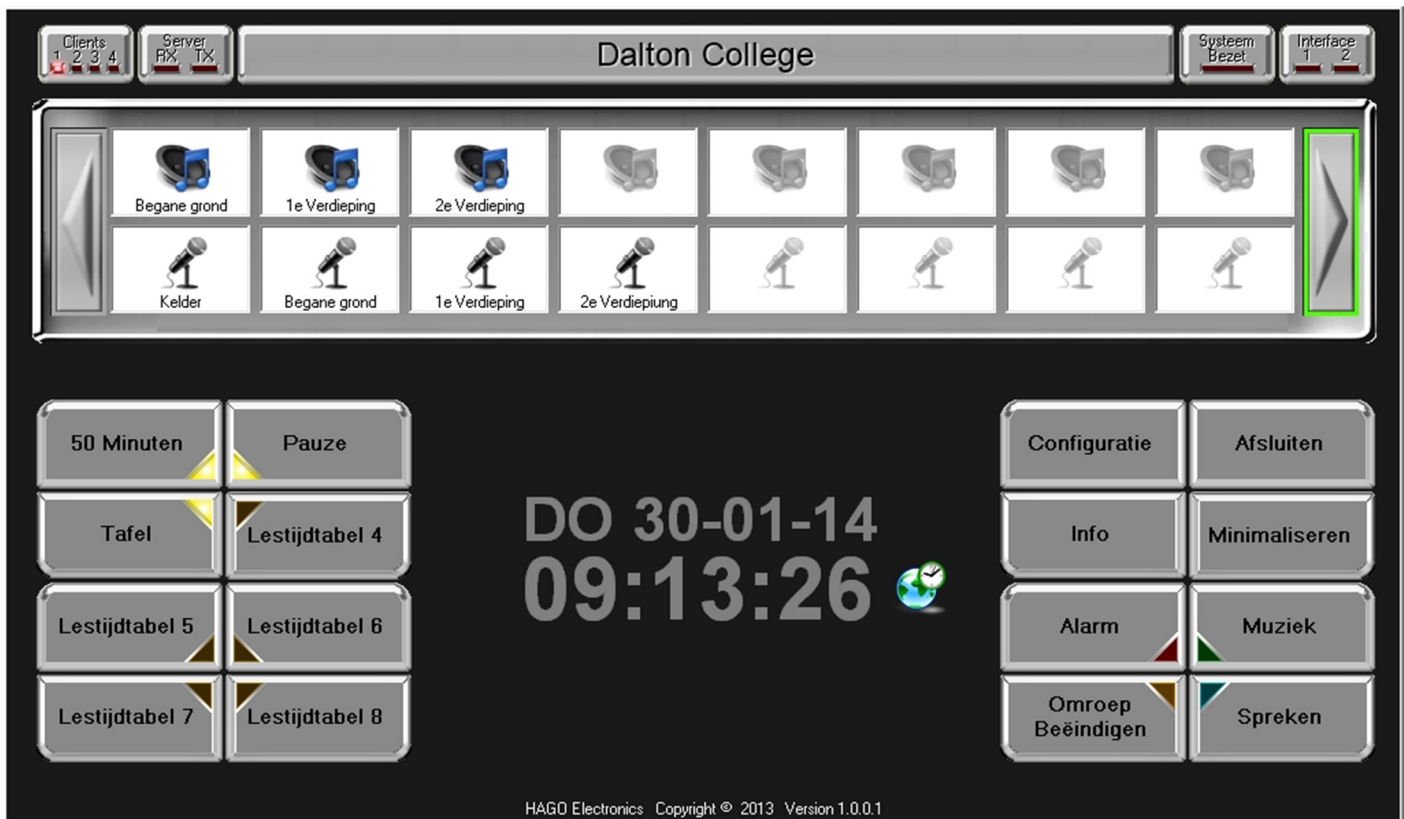 Clients
1 2 3 4
Server
RX TX
Dalton College
Systeem
Bezet
Interface
1 2
Begane grond
1e Verdieping
2e Verdieping
Kelder
Begane grond
1e Verdieping
2e Verdiepiung
50 Minuten
Pauze
Tafel
Lestijdtabel 4
Lestijdtabel 5
Lestijdtabel 6
Lestijdtabel 7
Lestijdtabel 8
DO 30-01-14
09:13:26
Configuratie
Afsluiten
Info
Minimaliseren
Alarm
Muziek
Omroep
Beëindigen
Spreken
HAGO Electronics Copyright © 2013 Version 1.0.0.1